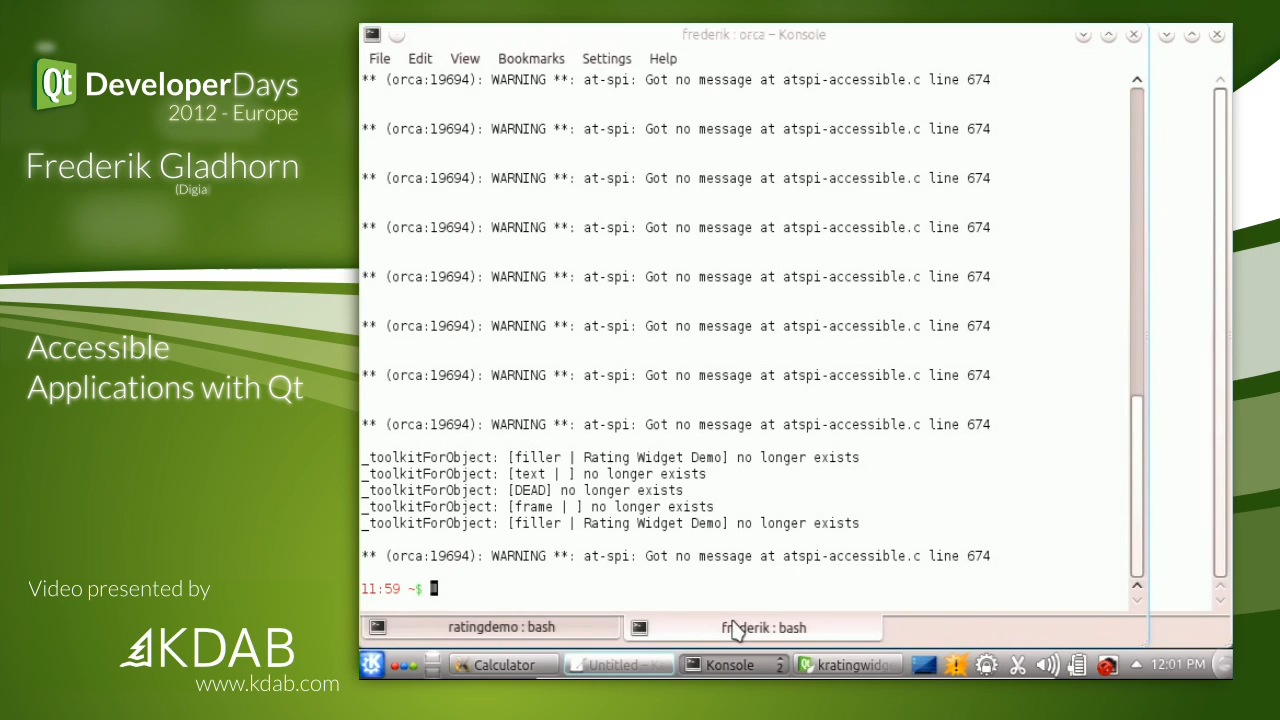 Qt DeveloperDays
2012 - Europe
Frederik Gladhorn
(Digia)
Accessible
Applications with Qt
Video presented by
KDAB
www.kdab.com
frederik : orca – Konsole
File Edit View Bookmarks Settings Help
** (orca:19694): WARNING **: at-spi: Got no message at atspi-accessible.c line 674
** (orca:19694): WARNING **: at-spi: Got no message at atspi-accessible.c line 674
** (orca:19694): WARNING **: at-spi: Got no message at atspi-accessible.c line 674
** (orca:19694): WARNING **: at-spi: Got no message at atspi-accessible.c line 674
** (orca:19694): WARNING **: at-spi: Got no message at atspi-accessible.c line 674
** (orca:19694): WARNING **: at-spi: Got no message at atspi-accessible.c line 674
** (orca:19694): WARNING **: at-spi: Got no message at atspi-accessible.c line 674
** (orca:19694): WARNING **: at-spi: Got no message at atspi-accessible.c line 674
_toolkitForObject: [filler | Rating Widget Demo] no longer exists
_toolkitForObject: [text | ] no longer exists
_toolkitForObject: [DEAD] no longer exists
_toolkitForObject: [frame | ] no longer exists
_toolkitForObject: [filler | Rating Widget Demo] no longer exists
** (orca:19694): WARNING **: at-spi: Got no message at atspi-accessible.c line 674
11:59 ~$
ratingdemo : bash frederik : bash
Calculator Untitled – K Konsole 2 kratingwidg 12:01 PM